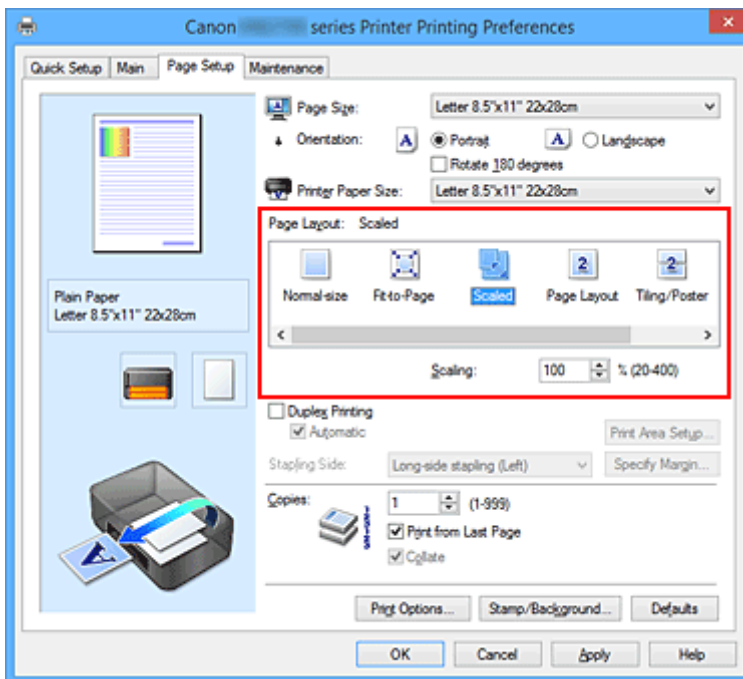 Canon series Printer Printing Preferences
Quick Setup Main Page Setup Maintenance
Page Size: Letter 8.5"x11" 22x28cm
Orientation: A Portrait A Landscape
Rotate 180 degrees
Printer Paper Size: Letter 8.5"x11" 22x28cm
Page Layout: Scaled
Normal-size Fit-to-Page Scaled Page Layout Tiling/Poster
Plain Paper
Letter 8.5"x11" 22x28cm
Scaling: 100 % (20-400)
Duplex Printing
Automatic
Print Area Setup...
Stapling Side: Long-side stapling (Left) Specify Margin...
Copies: 1 (1-999)
Print from Last Page
Collate
Print Options... Stamp/Background... Defaults
OK Cancel Apply Help